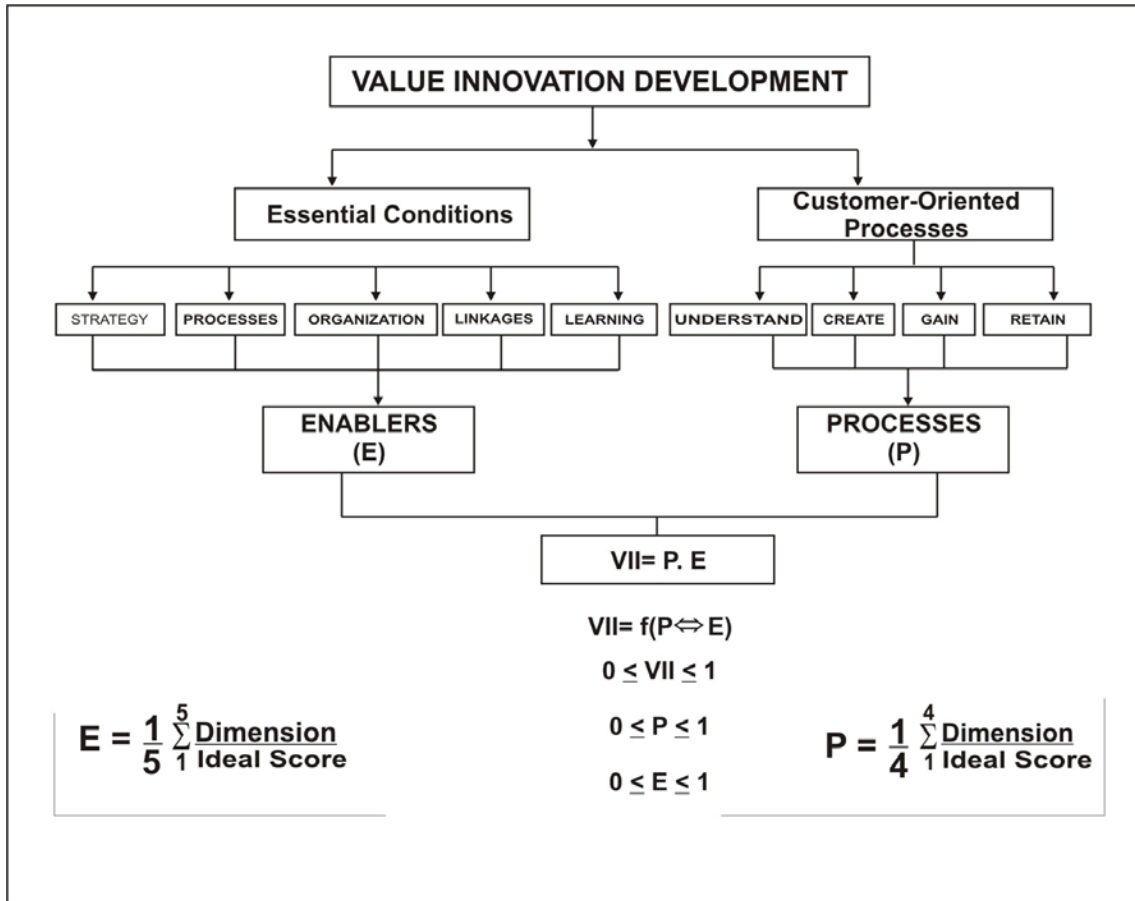 VALUE INNOVATION DEVELOPMENT
Essential Conditions
Customer-Oriented
Processes
STRATEGY
PROCESSES
ORGANIZATION
LINKAGES
LEARNING
UNDERSTAND
CREATE
GAIN
RETAIN
ENABLERS
(E)
PROCESSES
(P)
VII= P. E
VII= f(P⇔E)
0 ≤ VII ≤ 1
0 ≤ P ≤ 1
0 ≤ E ≤ 1
E = 1/5 5 Σ 1 Dimension/Ideal Score
P = 1/4 4 Σ 1 Dimension/Ideal Score